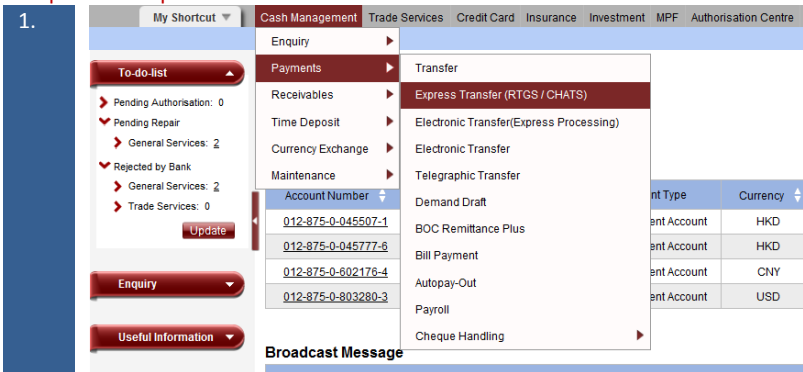 1.
My Shortcut
Cash Management Trade Services Credit Card Insurance Investment MPF Authorisation Centre
Enquiry
Payments
Receivables
Time Deposit
Currency Exchange
Maintenance
Transfer
Express Transfer (RTGS / CHATS)
Electronic Transfer(Express Processing)
Electronic Transfer
Telegraphic Transfer
Demand Draft
BOC Remittance Plus
Bill Payment
Autopay-Out
Payroll
Cheque Handling
To-do-list
Pending Authorisation: 0
Pending Repair
General Services: 2
Rejected by Bank
General Services: 2
Trade Services: 0
Update
Enquiry
Useful Information
Account Number nt Type Currency
012-875-0-045507-1 ent Account HKD
012-875-0-045777-6 ent Account HKD
012-875-0-602176-4 ent Account CNY
012-875-0-803280-3 ent Account USD
Broadcast Message